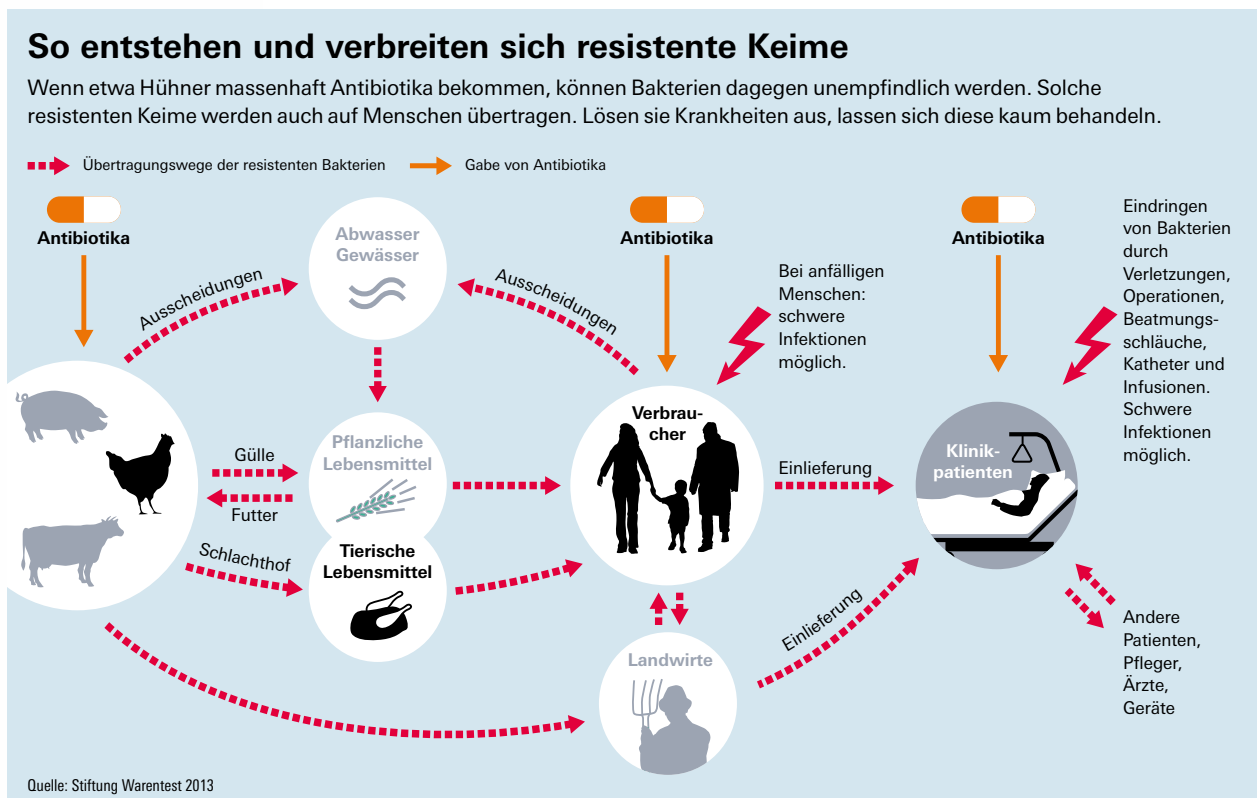 So entstehen und verbreiten sich resistente Keime
Wenn etwa Hühner massenhaft Antibiotika bekommen, können Bakterien dagegen unempfindlich werden. Solche
resistenten Keime werden auch auf Menschen übertragen. Lösen sie Krankheiten aus, lassen sich diese kaum behandeln.
Übertragungswege der resistenten Bakterien
Gabe von Antibiotika
Antibiotika
Abwasser
Gewässer
Antibiotika
Antibiotika
Ausscheidungen
Ausscheidungen
Bei anfälligen
Menschen:
schwere
Infektionen
möglich.
Eindringen
von Bakterien
durch
Verletzungen,
Operationen,
Beatmungs-
schläuche,
Katheter und
Infusionen.
Schwere
Infektionen
möglich.
Gülle
Futter
Schlachthof
Pflanzliche
Lebensmittel
Tierische
Lebensmittel
Verbrau-
cher
Einlieferung
Klinik-
patienten
Landwirte
Einlieferung
Andere
Patienten,
Pfleger,
Ärzte,
Geräte
Quelle: Stiftung Warentest 2013